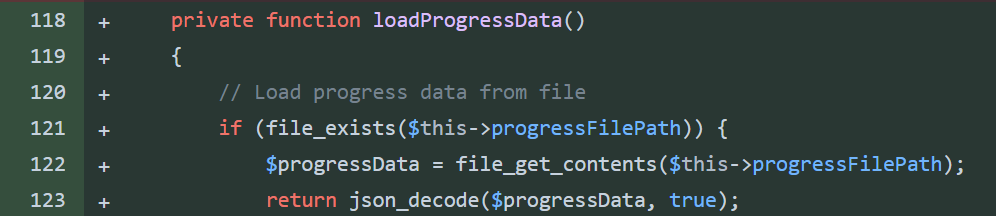 118 + private function loadProgressData()
119 + {
120 + // Load progress data from file
121 + if (file_exists($this->progressFilePath)) {
122 + $progressData = file_get_contents($this->progressFilePath);
123 + return json_decode($progressData, true);